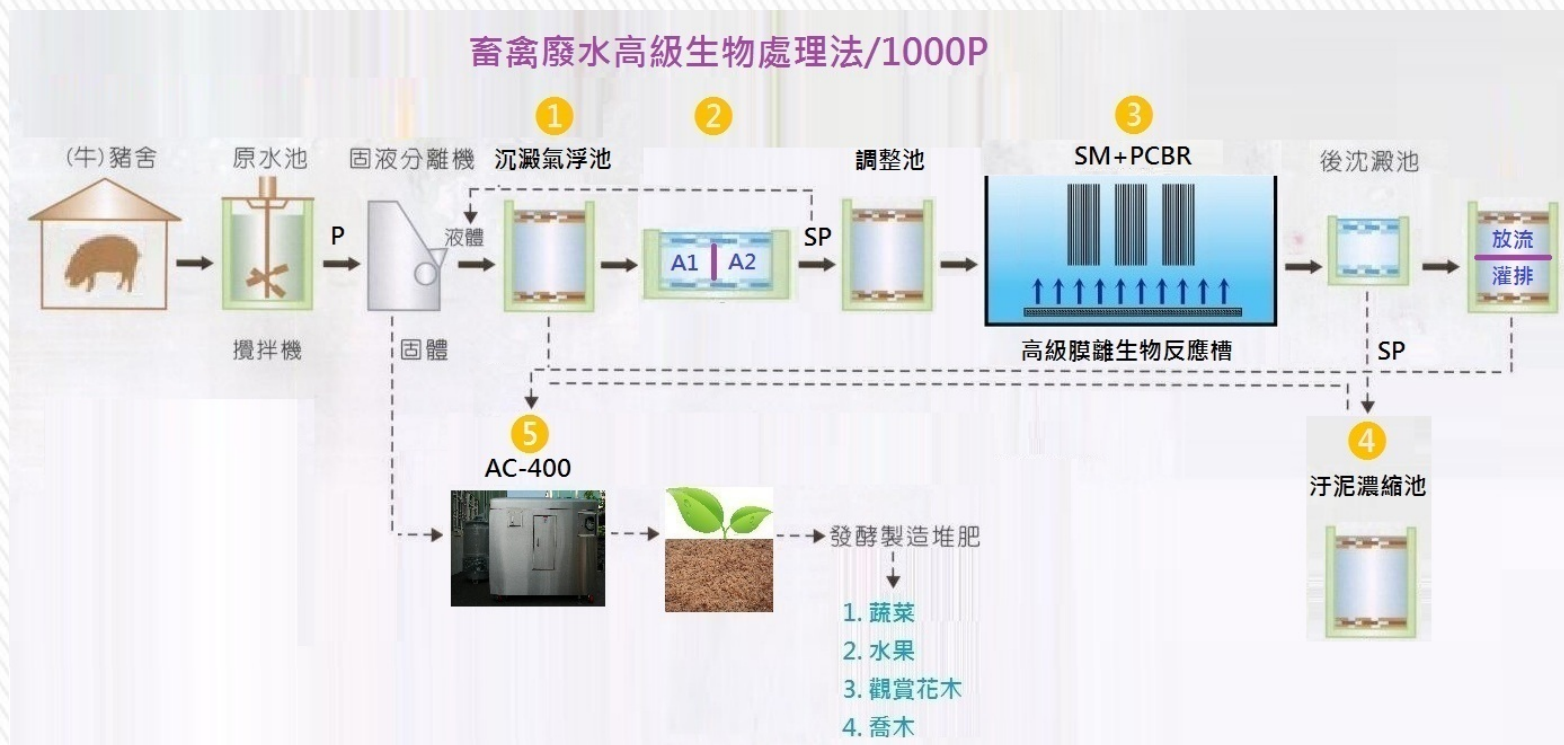 畜禽廢水高級生物處理法/1000P
1
2
3
(牛)豬舍
原水池
固液分離機
沉澱氣浮池
調整池
SM+PCBR
後沈澱池
P
液體
A1
A2
SP
放流
灌排
攪拌機
固體
高級膜離生物反應槽
SP
5
4
AC-400
汙泥濃縮池
發酵製造堆肥
1. 蔬菜
2. 水果
3. 觀賞花木
4. 喬木